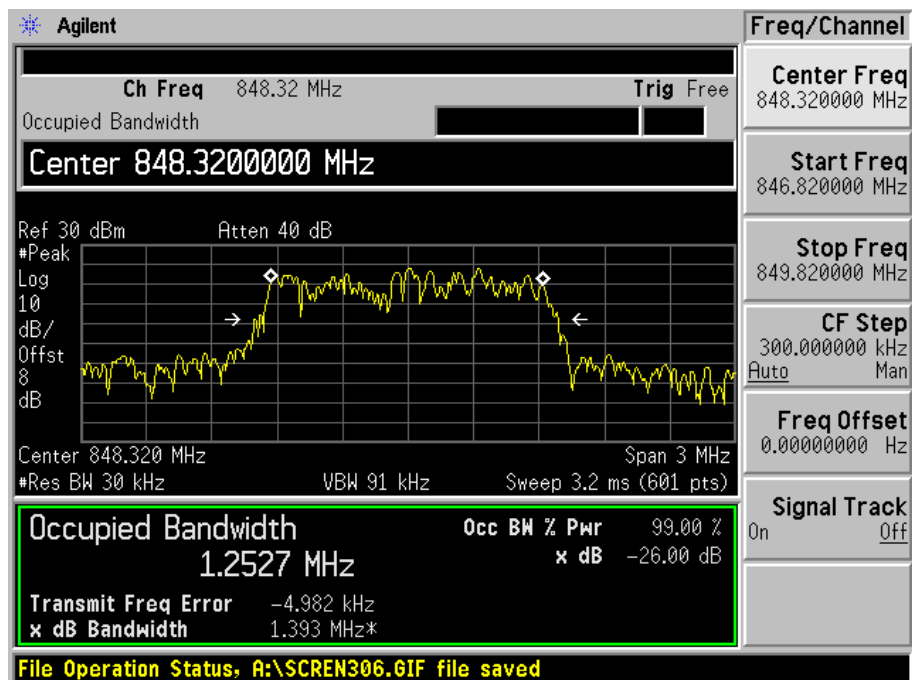 Agilent
Freq/Channel
Ch Freq 848.32 MHz
Trig Free
Occupied Bandwidth
Center 848.3200000 MHz
Ref 30 dBm
Atten 40 dB
#Peak
Log
10
dB/
Offst
8
dB
Center 848.320 MHz
Span 3 MHz
#Res BW 30 kHz
VBW 91 kHz
Sweep 3.2 ms (601 pts)
Occupied Bandwidth
1.2527 MHz
Occ BW % Pwr 99.00 %
x dB -26.00 dB
Transmit Freq Error -4.982 kHz
x dB Bandwidth 1.393 MHz*
File Operation Status, A:\SCREN306.GIF file saved
Center Freq
848.320000 MHz
Start Freq
846.820000 MHz
Stop Freq
849.820000 MHz
CF Step
300.000000 kHz
Auto Man
Freq Offset
0.00000000 Hz
Signal Track
On Off